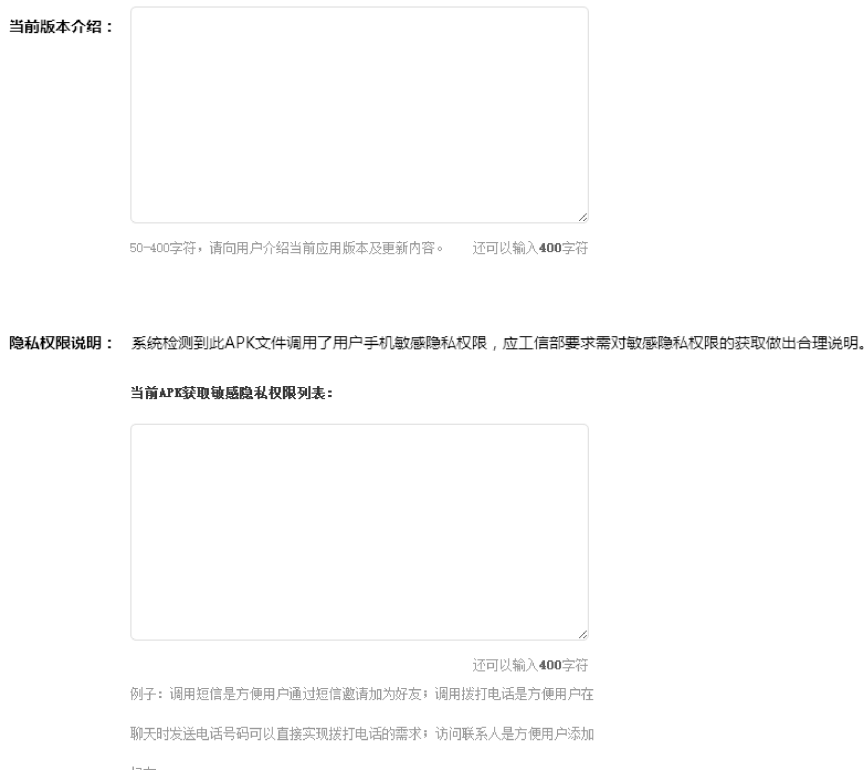 当前版本介绍：
50-400字符，请向用户介绍当前应用版本及更新内容。 还可以输入400字符
隐私权限说明： 系统检测到此APK文件调用了用户手机敏感隐私权限，应工信部要求需对敏感隐私权限的获取做出合理说明。
当前APK获取敏感隐私权限列表：
还可以输入400字符
例子：调用短信是方便用户通过短信邀请加为好友；调用拨打电话是方便用户在
聊天时发送电话号码可以直接实现拨打电话的需求；访问联系人是方便用户添加